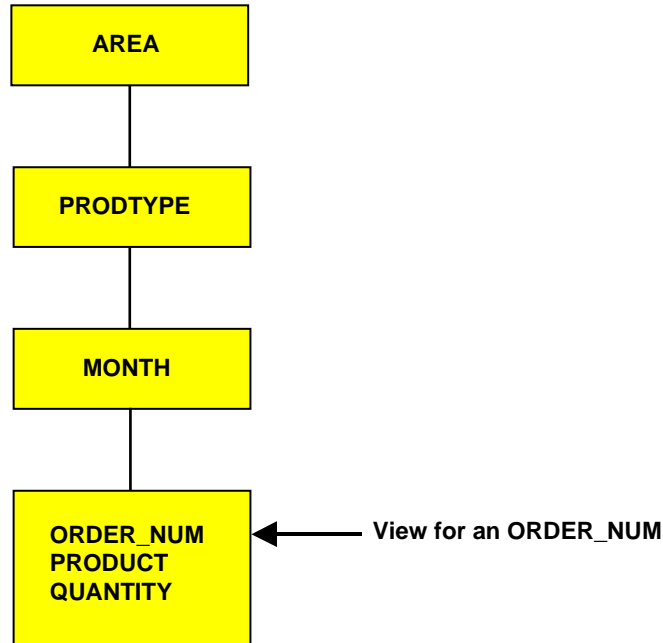 AREA
PRODTYPE
MONTH
ORDER_NUM
PRODUCT
QUANTITY
View for an ORDER_NUM